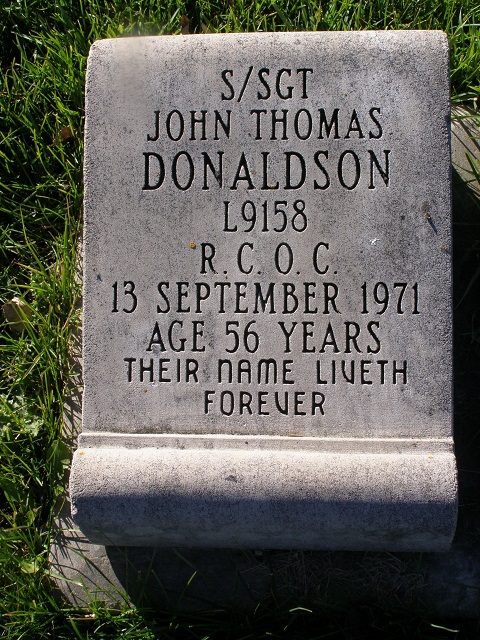 S/SGT
JOHN THOMAS
DONALDSON
L9158
R. C. O. C.
13 SEPTEMBER 1971
AGE 56 YEARS
THEIR NAME LIVETH
FOREVER